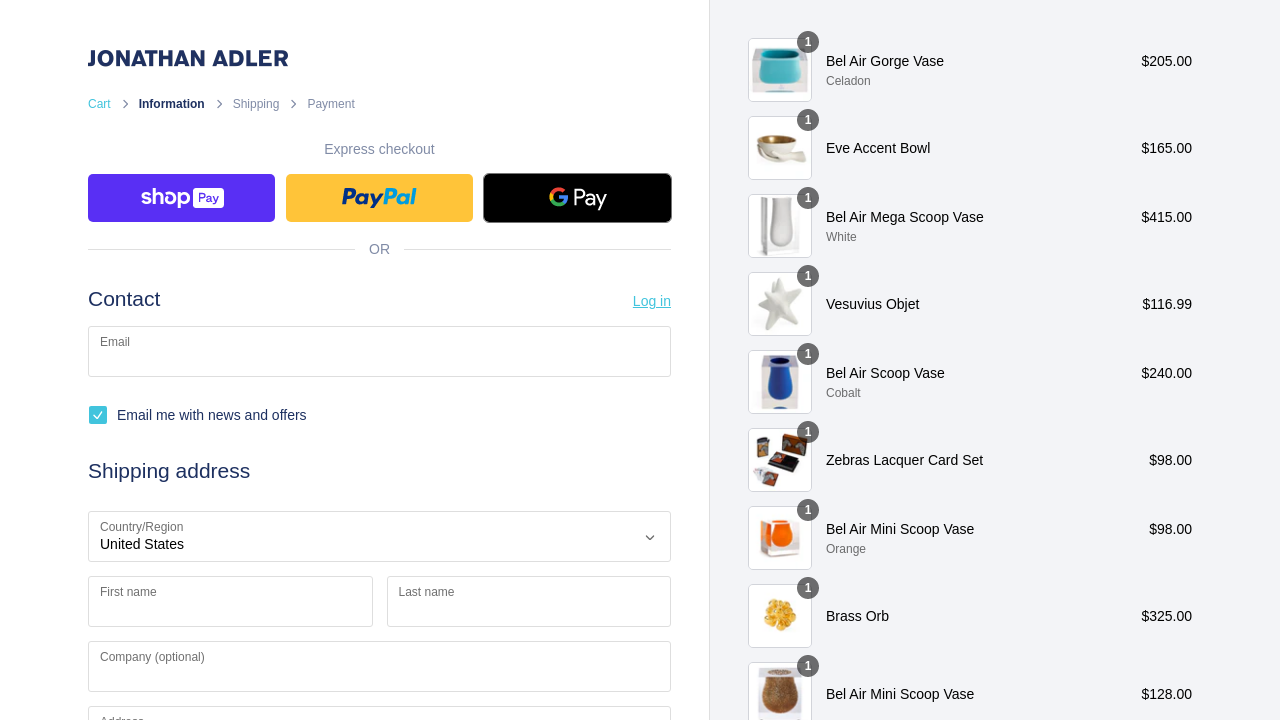 JONATHAN ADLER
Cart > Information > Shipping > Payment
Express checkout
shop Pay
PayPal
G Pay
OR
Contact
Log in
Email
Email me with news and offers
Shipping address
Country/Region
United States
First name
Last name
Company (optional)
Address
1
Bel Air Gorge Vase
Celadon
$205.00
1
Eve Accent Bowl
$165.00
1
Bel Air Mega Scoop Vase
White
$415.00
1
Vesuvius Objet
$116.99
1
Bel Air Scoop Vase
Cobalt
$240.00
1
Zebras Lacquer Card Set
$98.00
1
Bel Air Mini Scoop Vase
Orange
$98.00
1
Brass Orb
$325.00
1
Bel Air Mini Scoop Vase
$128.00